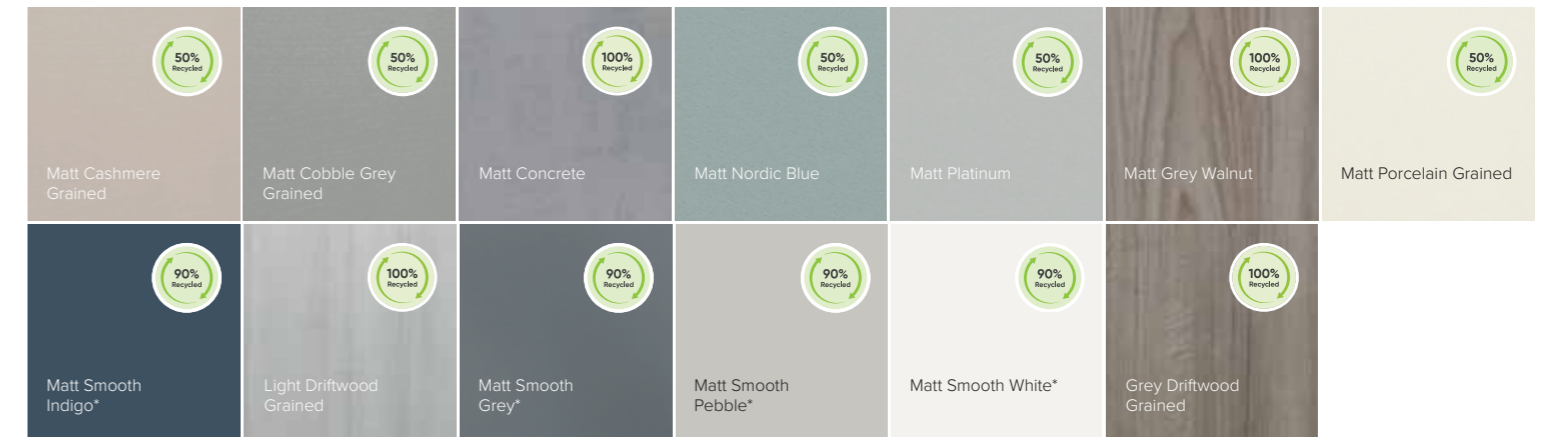 50%
Recycled
Matt Cashmere
Grained
50%
Recycled
Matt Cobble Grey
Grained
100%
Recycled
Matt Concrete
50%
Recycled
Matt Nordic Blue
50%
Recycled
Matt Platinum
100%
Recycled
Matt Grey Walnut
50%
Recycled
Matt Porcelain Grained
90%
Recycled
Matt Smooth
Indigo*
100%
Recycled
Light Driftwood
Grained
90%
Recycled
Matt Smooth
Grey*
90%
Recycled
Matt Smooth
Pebble*
90%
Recycled
Matt Smooth White*
100%
Recycled
Grey Driftwood
Grained